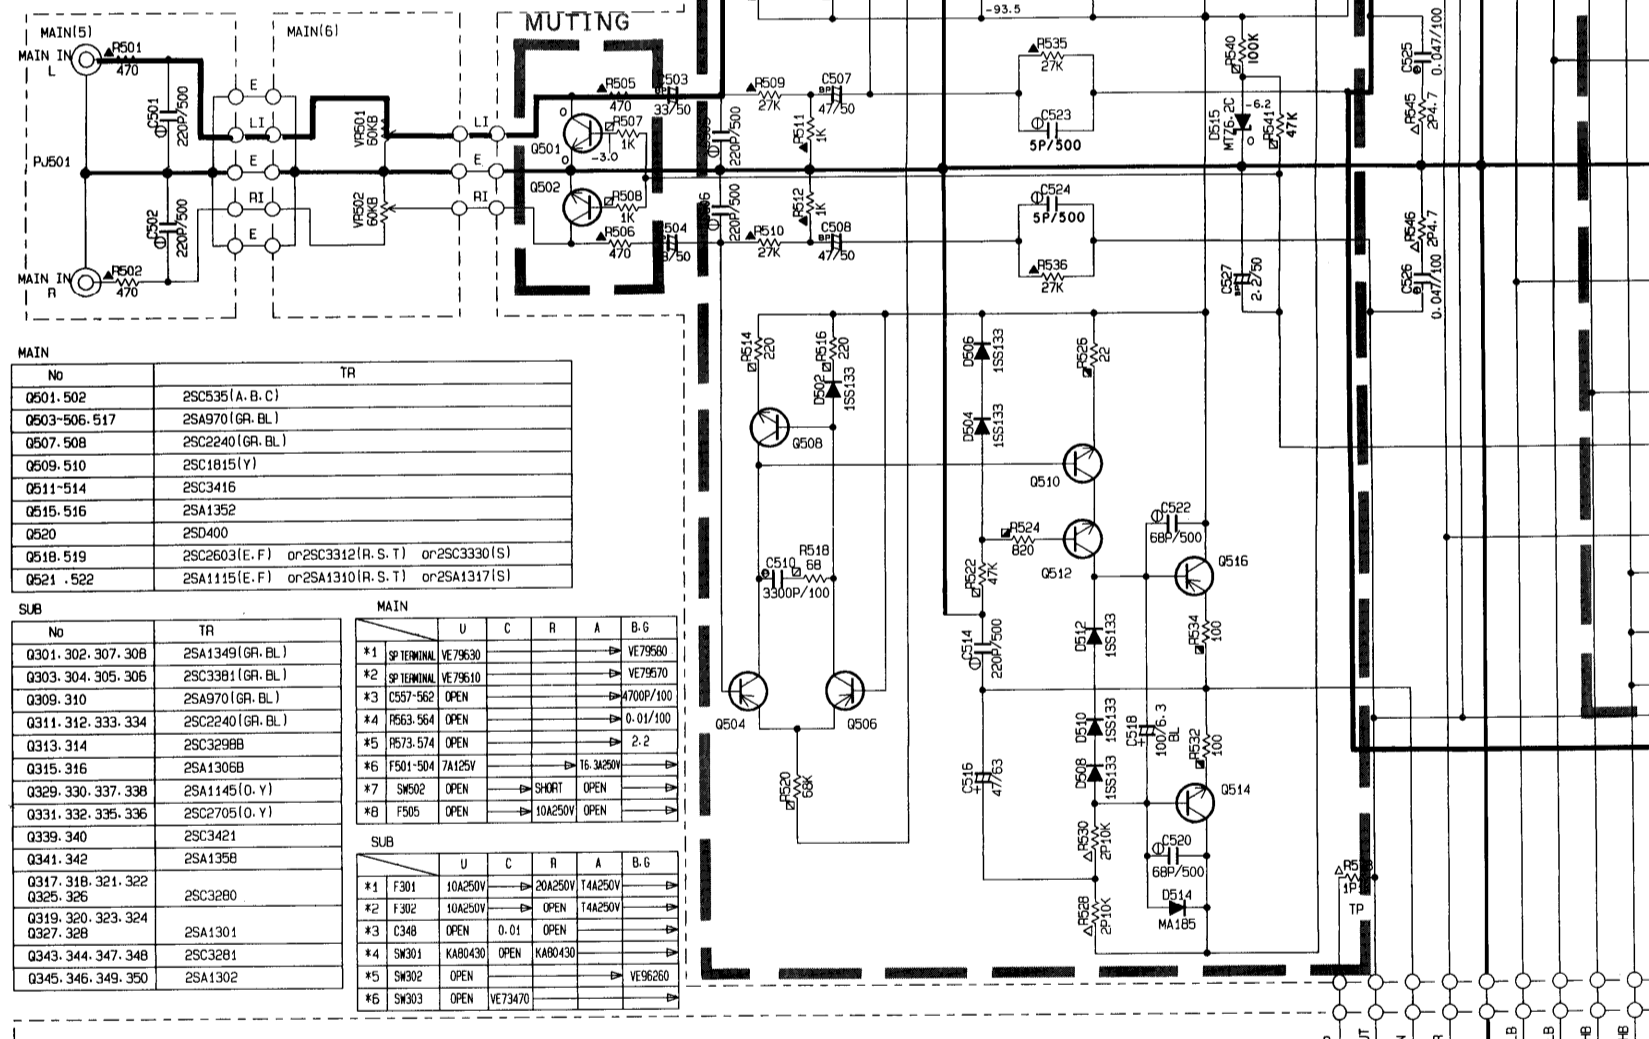 MUTING
-93.5
MAIN(5)
MAIN(6)
MAIN IN
L
R501
470
C501
220P/500
E
LI
E
RI
E
PJ501
C502
220P/500
MAIN IN
R
R502
470
VR501
60KB
VR502
60KB
LI
E
RI
R505
470
C503
33/50
BP
R507
1K
Q501
0
0
-3.0
Q502
R508
1K
R506
470
220P/500
220P/500
R509
27K
C507
BP
47/50
R511
1K
R512
1K
R510
27K
C508
BP
47/50
R535
27K
C523
5P/500
C524
5P/500
R536
27K
R540
100K
D515
MTZ6.2C
-6.2
0
R541
47K
C527
BP
2.2/50
C525
0.047/100
R545
2P4.7
R546
2P4.7
C526
0.047/100
R514
220
R516
220
D502
1SS133
Q508
D506
1SS133
D504
1SS133
R526
22
Q510
R524
820
Q512
R522
47K
C522
68P/500
Q516
C510
R518
68
3300P/100
C514
220P/500
D512
1SS133
R534
100
Q504
Q506
D510
1SS133
C518
100/6.3
BL
R532
100
D508
1SS133
C516
47/63
Q514
R520
68K
R530
2P10K
C520
68P/500
R528
2P10K
D514
MA185
TP
MAIN
No TR
Q501.502 2SC535(A.B.C)
Q503~506.517 2SA970(GR.BL)
Q507.508 2SC2240(GR.BL)
Q509.510 2SC1815(Y)
Q511~514 2SC3416
Q515.516 2SA1352
Q520 2SD400
Q518.519 2SC2603(E.F) or2SC3312(R.S.T) or2SC3330(S)
Q521 .522 2SA1115(E.F) or2SA1310(R.S.T) or2SA1317(S)
SUB
No TR
Q301.302.307.308 2SA1349(GR.BL)
Q303.304.305.306 2SC3381(GR.BL)
Q309.310 2SA970(GR.BL)
Q311.312.333.334 2SC2240(GR.BL)
Q313.314 2SC3298B
Q315.316 2SA1306B
Q329.330.337.338 2SA1145(O.Y)
Q331.332.335.336 2SC2705(O.Y)
Q339.340 2SC3421
Q341.342 2SA1358
Q317.318.321.322
Q325.326 2SC3280
Q319.320.323.324
Q327.328 2SA1301
Q343.344.347.348 2SC3281
Q345.346.349.350 2SA1302
MAIN
U C R A B.G
*1 SP TERMINAL VE79630 VE79580
*2 SP TERMINAL VE79610 VE79570
*3 C557-562 OPEN 4700P/100
*4 R563.564 OPEN 0.01/100
*5 R573.574 OPEN 2.2
*6 F501-504 7A125V T6.3A250V
*7 SW502 OPEN SHORT OPEN
*8 F505 OPEN 10A250V OPEN
SUB
U C R A B.G
*1 F301 10A250V 20A250V T4A250V
*2 F302 10A250V OPEN T4A250V
*3 C348 OPEN 0.01 OPEN
*4 SW301 KA80430 OPEN KA80430
*5 SW302 OPEN VE96260
*6 SW303 OPEN VE73470